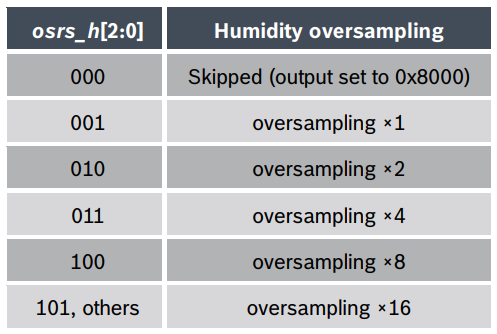 osrs_h[2:0] Humidity oversampling
000 Skipped (output set to 0x8000)
001 oversampling ×1
010 oversampling ×2
011 oversampling ×4
100 oversampling ×8
101, others oversampling ×16